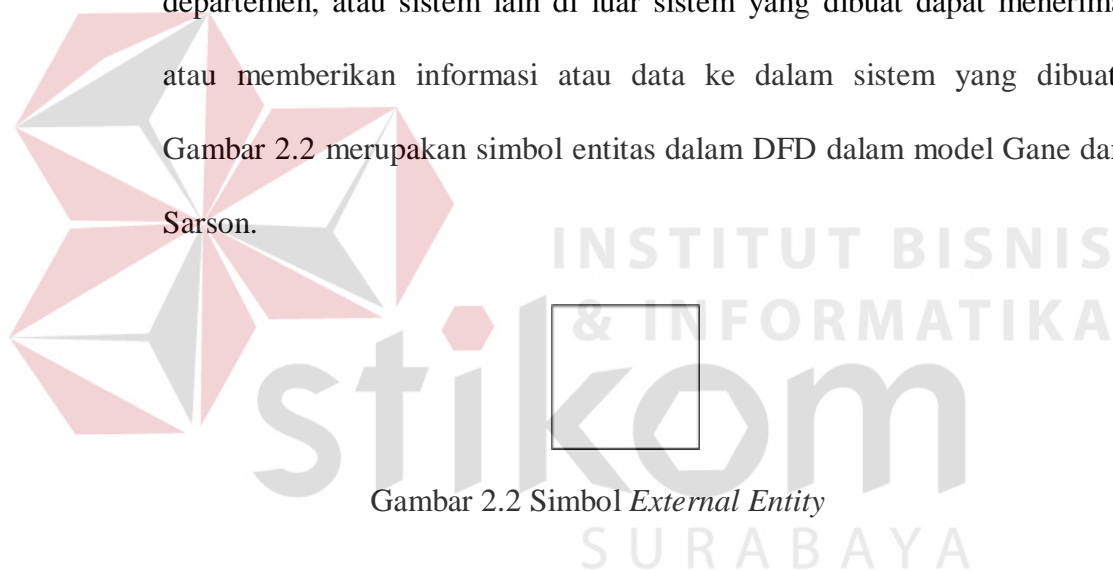 departemen, atau sistem lain di luar sistem yang dibuat dapat menerima
atau memberikan informasi atau data ke dalam sistem yang dibuat
Gambar 2.2 merupakan simbol entitas dalam DFD dalam model Gane dan
Sarson.
INSTITUT BISNIS
& INFORMATIKA
stikom
Gambar 2.2 Simbol External Entity
SURABAYA